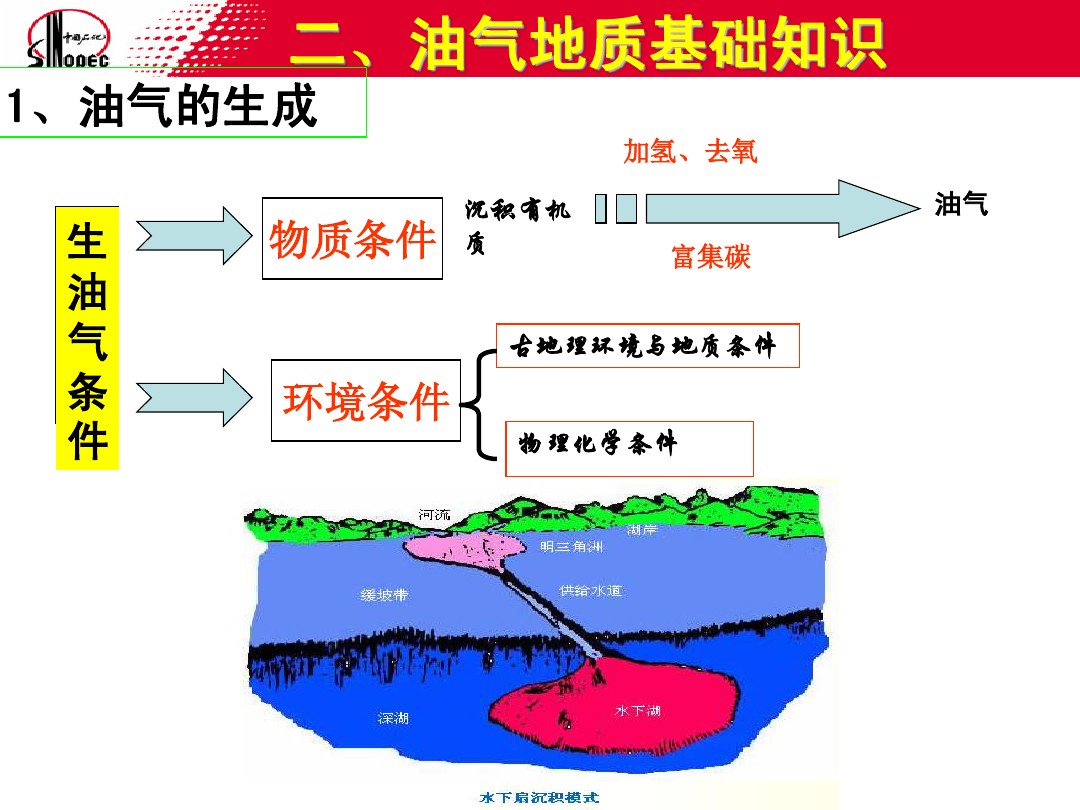 中国石化
SINOPEC
二、油气地质基础知识
1、油气的生成
加氢、去氧
沉积有机
质
油气
富集碳
生
油
气
条
件
物质条件
环境条件
古地理环境与地质条件
物理化学条件
河流
湖岸
明三角洲
供给水道
缓坡带
深湖
水下湖
水下扇沉积模式